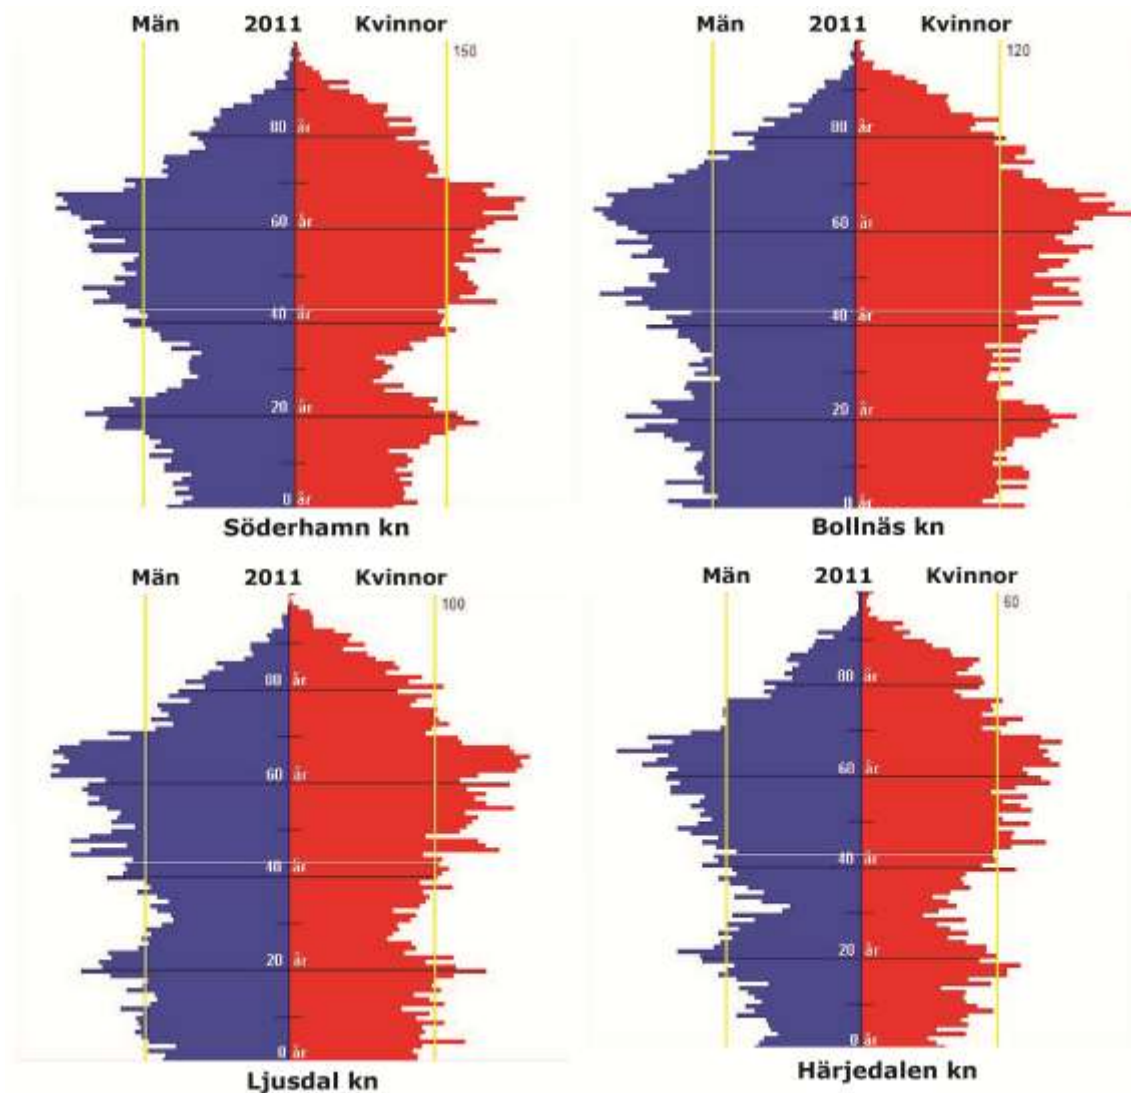 Män 2011 Kvinnor
150
80 år
60 år
40 år
20 år
0 år
Söderhamn kn
Män 2011 Kvinnor
120
80 år
60 år
40 år
20 år
0 år
Bollnäs kn
Män 2011 Kvinnor
100
80 år
60 år
40 år
20 år
0 år
Ljusdal kn
Män 2011 Kvinnor
60
80 år
60 år
40 år
20 år
0 år
Härjedalen kn